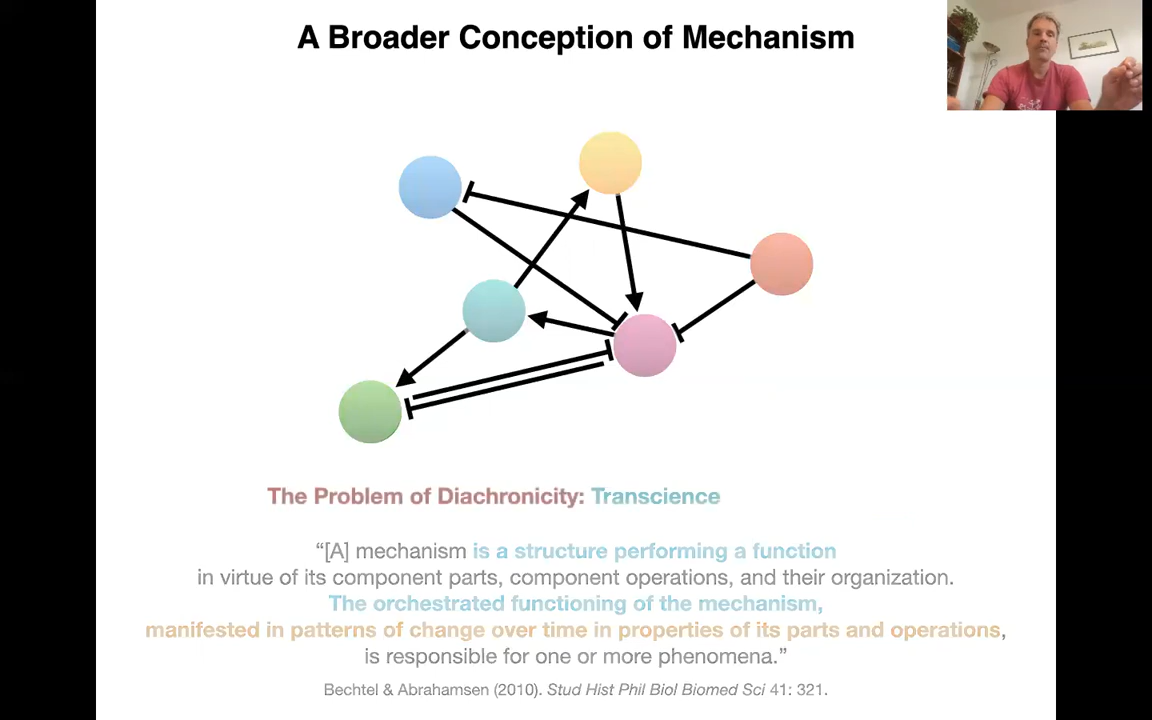 A Broader Conception of Mechanism
The Problem of Diachronicity: Transcience
“[A] mechanism is a structure performing a function
in virtue of its component parts, component operations, and their organization.
The orchestrated functioning of the mechanism,
manifested in patterns of change over time in properties of its parts and operations,
is responsible for one or more phenomena.”
Bechtel & Abrahamsen (2010). Stud Hist Phil Biol Biomed Sci 41: 321.